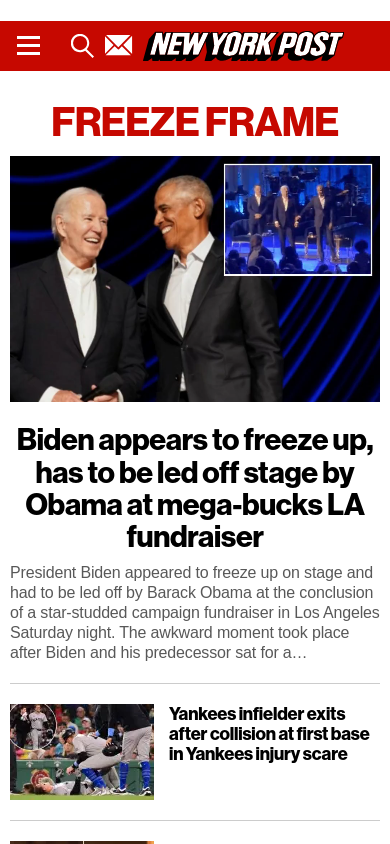 NEW YORK POST
FREEZE FRAME
Biden appears to freeze up,
has to be led off stage by
Obama at mega-bucks LA
fundraiser
President Biden appeared to freeze up on stage and
had to be led off by Barack Obama at the conclusion
of a star-studded campaign fundraiser in Los Angeles
Saturday night. The awkward moment took place
after Biden and his predecessor sat for a…
Yankees infielder exits
after collision at first base
in Yankees injury scare